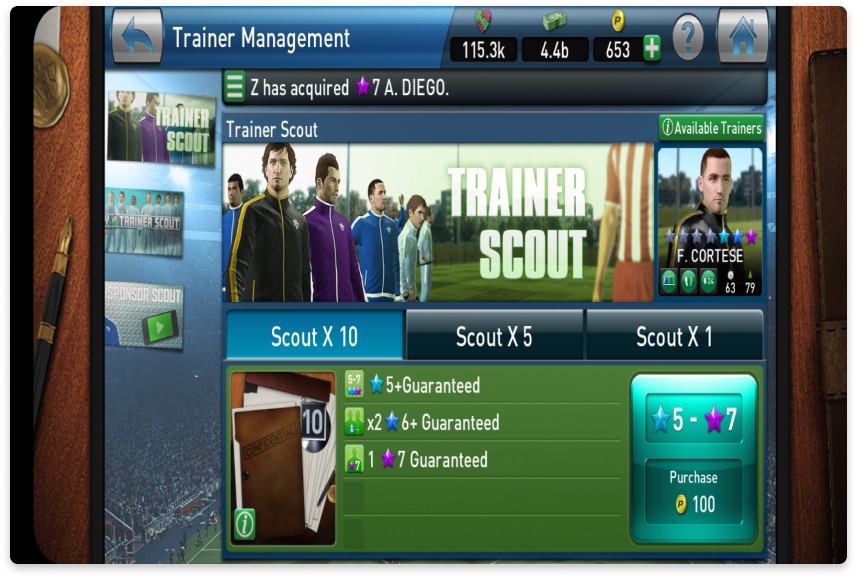 Trainer Management
115.3k
4.4b
P
653
?
Z has acquired 7 A. DIEGO.
TRAINER
SCOUT
TRAINER SCOUT
SPONSOR SCOUT
Trainer Scout
Available Trainers
TRAINER
SCOUT
F. CORTESE
63
79
Scout X 10
Scout X 5
Scout X 1
CONFIDENTIAL
10
5-7
5+Guaranteed
x2 6+ Guaranteed
7
1 7 Guaranteed
5 - 7
Purchase
P 100